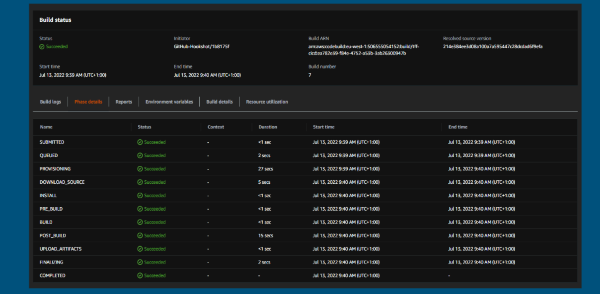 Build status
Status Initiator Build ARN Resolved source version
Succeeded GitHub-Hookshot/1b8175f
Start time End time Build number
Jul 13, 2022 9:39 AM (UTC+1:00) Jul 13, 2022 9:40 AM (UTC+1:00) 7
Build logs Phase details Reports Environment variables Build details Resource utilization
Name Status Context Duration Start time End time
SUBMITTED Succeeded - <1 sec Jul 13, 2022 9:39 AM (UTC+1:00) Jul 13, 2022 9:39 AM (UTC+1:00)
QUEUED Succeeded - 2 secs Jul 13, 2022 9:39 AM (UTC+1:00) Jul 13, 2022 9:39 AM (UTC+1:00)
PROVISIONING Succeeded - 27 secs Jul 13, 2022 9:39 AM (UTC+1:00) Jul 13, 2022 9:40 AM (UTC+1:00)
DOWNLOAD_SOURCE Succeeded - 5 secs Jul 13, 2022 9:40 AM (UTC+1:00) Jul 13, 2022 9:40 AM (UTC+1:00)
INSTALL Succeeded - <1 sec Jul 13, 2022 9:40 AM (UTC+1:00) Jul 13, 2022 9:40 AM (UTC+1:00)
PRE_BUILD Succeeded - <1 sec Jul 13, 2022 9:40 AM (UTC+1:00) Jul 13, 2022 9:40 AM (UTC+1:00)
BUILD Succeeded - <1 sec Jul 13, 2022 9:40 AM (UTC+1:00) Jul 13, 2022 9:40 AM (UTC+1:00)
POST_BUILD Succeeded - 15 secs Jul 13, 2022 9:40 AM (UTC+1:00) Jul 13, 2022 9:40 AM (UTC+1:00)
UPLOAD_ARTIFACTS Succeeded - <1 sec Jul 13, 2022 9:40 AM (UTC+1:00) Jul 13, 2022 9:40 AM (UTC+1:00)
FINALIZING Succeeded - 2 secs Jul 13, 2022 9:40 AM (UTC+1:00) Jul 13, 2022 9:40 AM (UTC+1:00)
COMPLETED Succeeded - - Jul 13, 2022 9:40 AM (UTC+1:00) -